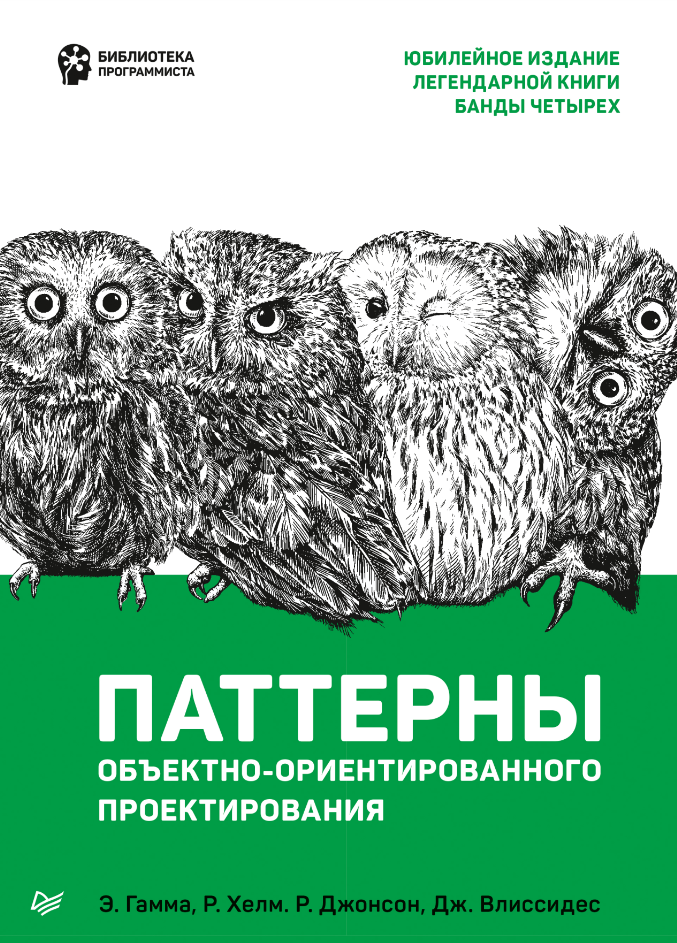 БИБЛИОТЕКА
ПРОГРАММИСТА
ЮБИЛЕЙНОЕ ИЗДАНИЕ
ЛЕГЕНДАРНОЙ КНИГИ
БАНДЫ ЧЕТЫРЕХ
ПАТТЕРНЫ
ОБЪЕКТНО-ОРИЕНТИРОВАННОГО
ПРОЕКТИРОВАНИЯ
Э. Гамма, Р. Хелм. Р. Джонсон, Дж. Влиссидес